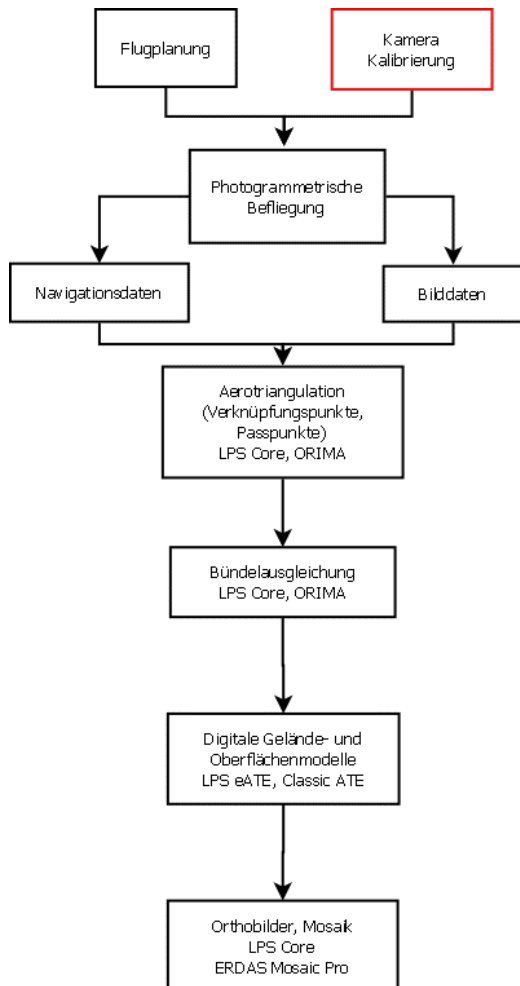 Flugplanung
Kamera
Kalibrierung
Photogrammetrische
Befliegung
Navigationsdaten
Bilddaten
Aerotriangulation
(Verknüpfungspunkte,
Passpunkte)
LPS Core, ORIMA
Bündelausgleichung
LPS Core, ORIMA
Digitale Gelände- und
Oberflächenmodelle
LPS eATE, Classic ATE
Orthobilder, Mosaik
LPS Core
ERDAS Mosaic Pro